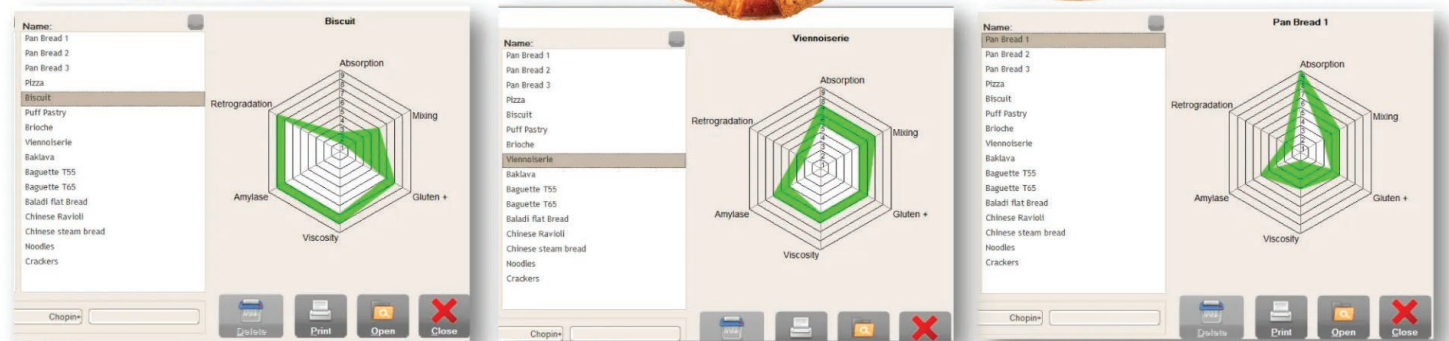 Name:
Pan Bread 1
Pan Bread 2
Pan Bread 3
Pizza
Biscuit
Puff Pastry
Brioche
Viennoiserie
Baklava
Baguette T55
Baguette T65
Baladi flat Bread
Chinese Ravioli
Chinese steam bread
Noodles
Crackers
Chopin+
Biscuit
Absorption
Retrogradation
Mixing
Amylase
Gluten +
Viscosity
Delete
Print
Open
Close
Name:
Pan Bread 1
Pan Bread 2
Pan Bread 3
Pizza
Biscuit
Puff Pastry
Brioche
Viennoiserie
Baklava
Baguette T55
Baguette T65
Baladi flat Bread
Chinese Ravioli
Chinese steam bread
Noodles
Crackers
Chopin+
Viennoiserie
Absorption
Retrogradation
Mixing
Amylase
Gluten +
Viscosity
Name:
Pan Bread 1
Pan Bread 2
Pan Bread 3
Pizza
Biscuit
Puff Pastry
Brioche
Viennoiserie
Baklava
Baguette T55
Baguette T65
Baladi flat Bread
Chinese Ravioli
Chinese steam bread
Noodles
Crackers
Chopin+
Pan Bread 1
Absorption
Retrogradation
Mixing
Amylase
Gluten +
Viscosity
Delete
Print
Open
Close